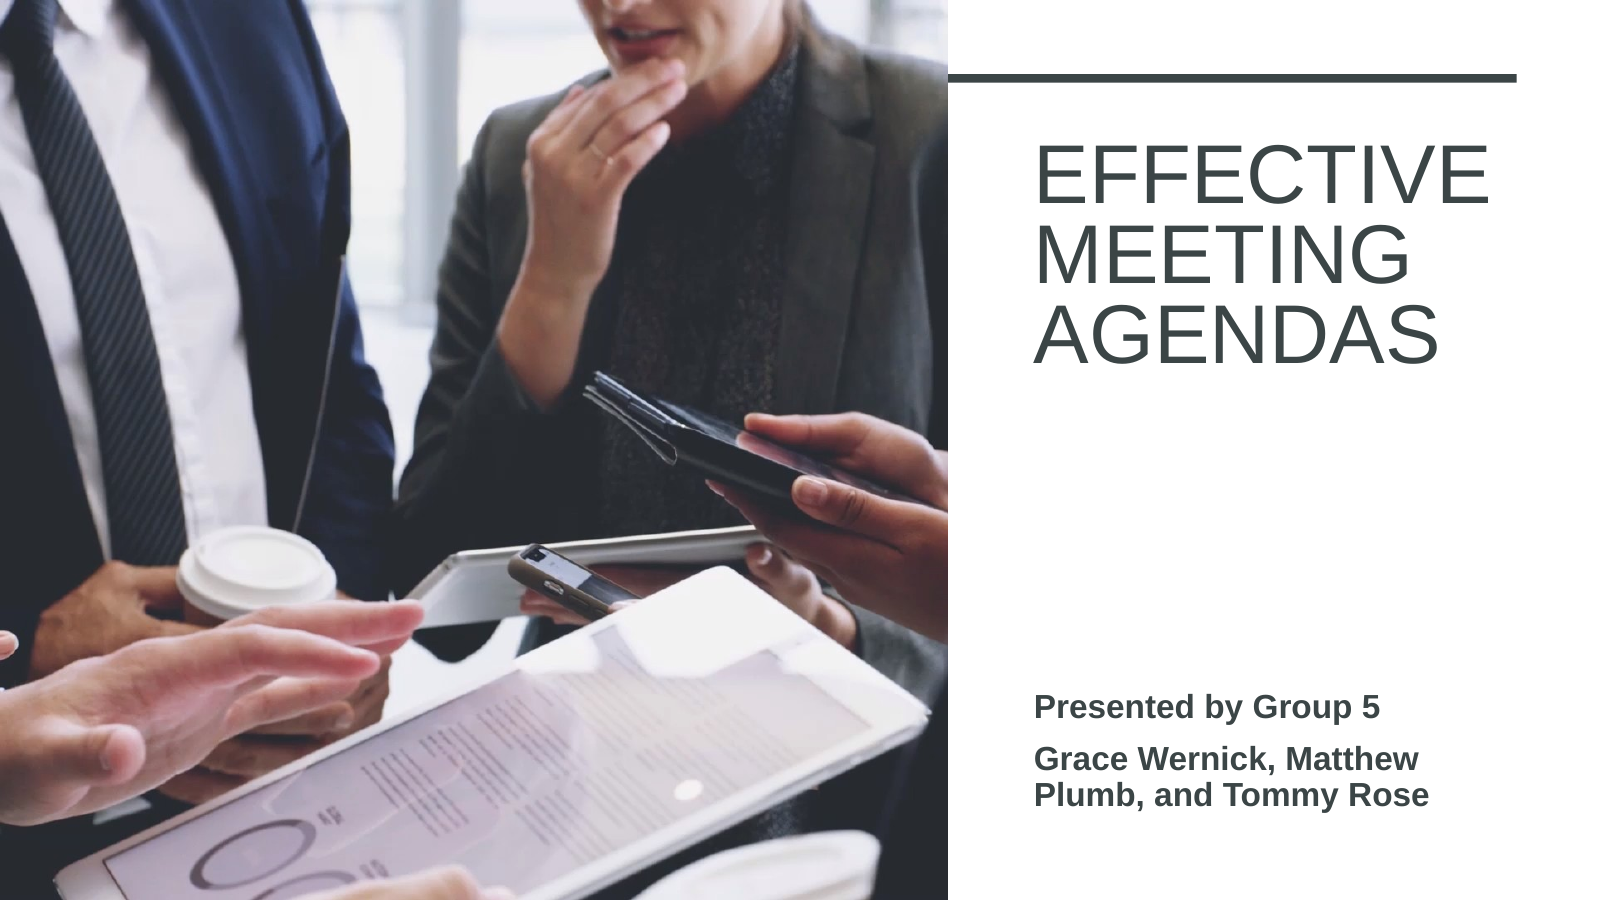 EFFECTIVE
MEETING
AGENDAS
Presented by Group 5
Grace Wernick, Matthew
Plumb, and Tommy Rose